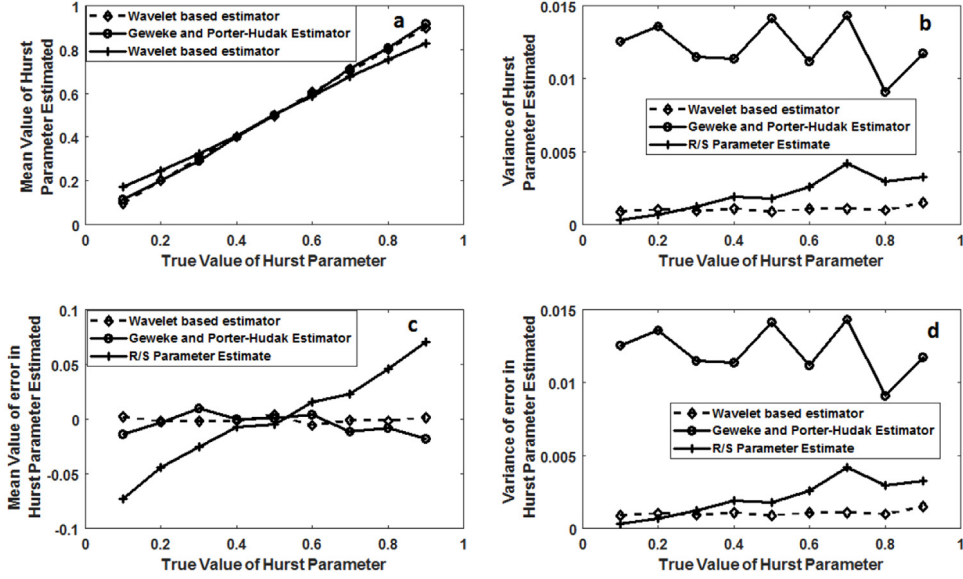 a
Wavelet based estimator
Geweke and Porter-Hudak Estimator
Wavelet based estimator
Mean Value of Hurst
Parameter Estimated
1
0.8
0.6
0.4
0.2
0
0 0.2 0.4 0.6 0.8 1
True Value of Hurst Parameter
b
Wavelet based estimator
Geweke and Porter-Hudak Estimator
R/S Parameter Estimate
Variance of Hurst
Parameter Estimated
0.015
0.01
0.005
0
0 0.2 0.4 0.6 0.8 1
True Value of Hurst Parameter
c
Wavelet based estimator
Geweke and Porter-Hudak Estimator
R/S Parameter Estimate
Mean Value of error in
Hurst Parameter Estimated
0.1
0.05
0
-0.05
-0.1
0 0.2 0.4 0.6 0.8 1
True Value of Hurst Parameter
d
Wavelet based estimator
Geweke and Porter-Hudak Estimator
R/S Parameter Estimate
Variance of error in
Hurst Parameter Estimated
0.015
0.01
0.005
0
0 0.2 0.4 0.6 0.8 1
True Value of Hurst Parameter